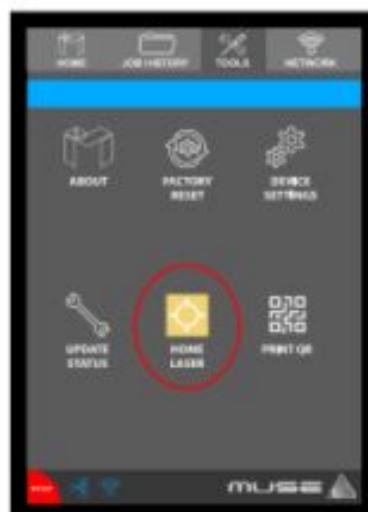 HOME
JOB HISTORY
TOOLS
NETWORK
ABOUT
FACTORY
RESET
DEVICE
SETTINGS
UPDATE
STATUS
HOME
LASER
PRINT QR
MUSE